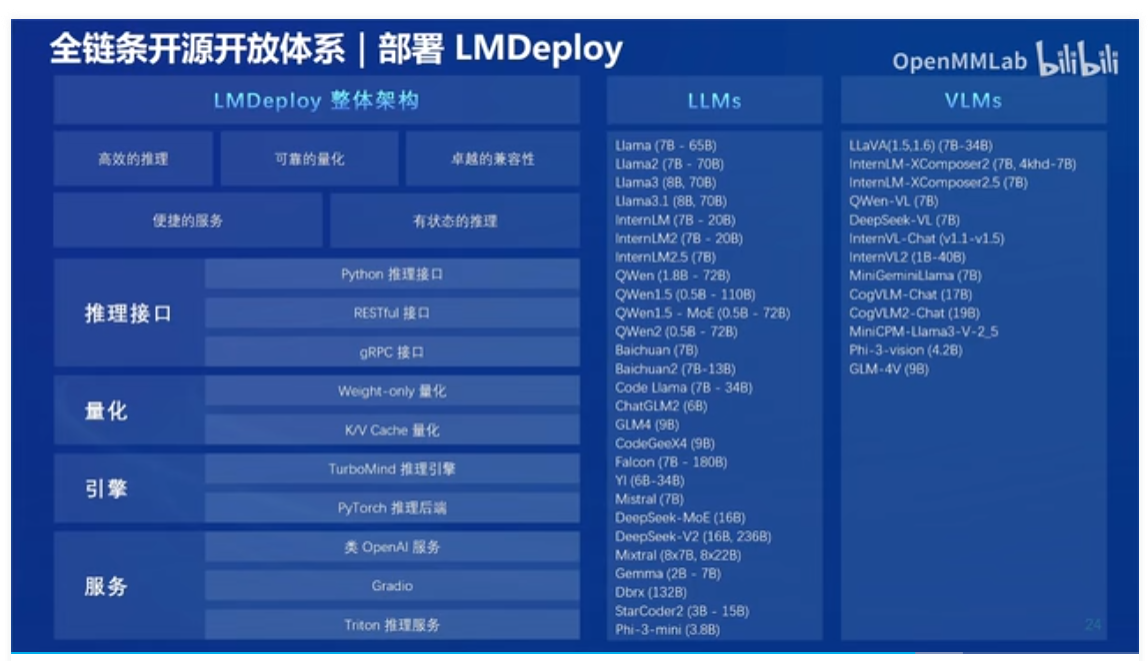 全链条开源开放体系 | 部署 LMDeploy
OpenMMLab bilibili
LMDeploy 整体架构
高效的推理
可靠的量化
卓越的兼容性
便捷的服务
有状态的推理
推理接口
Python 推理接口
RESTful 接口
gRPC 接口
量化
Weight-only 量化
K/V Cache 量化
引擎
TurboMind 推理引擎
PyTorch 推理后端
服务
类 OpenAI 服务
Gradio
Triton 推理服务
LLMs
Llama (7B - 65B)
Llama2 (7B - 70B)
Llama3 (8B, 70B)
Llama3.1 (8B, 70B)
InternLM (7B - 20B)
InternLM2 (7B - 20B)
InternLM2.5 (7B)
QWen (1.8B - 72B)
QWen1.5 (0.5B - 110B)
QWen1.5 - MoE (0.5B - 72B)
QWen2 (0.5B - 72B)
Baichuan (7B)
Baichuan2 (7B-13B)
Code Llama (7B - 34B)
ChatGLM2 (6B)
GLM4 (9B)
CodeGeeX4 (9B)
Falcon (7B - 180B)
YI (6B-34B)
Mistral (7B)
DeepSeek-MoE (16B)
DeepSeek-V2 (16B, 236B)
Mixtral (8x7B, 8x22B)
Gemma (2B - 7B)
Dbrx (132B)
StarCoder2 (3B - 15B)
Phi-3-mini (3.8B)
VLMs
LLaVA(1.5,1.6) (7B-34B)
InternLM-XComposer2 (7B, 4khd-7B)
InternLM-XComposer2.5 (7B)
QWen-VL (7B)
DeepSeek-VL (7B)
InternVL-Chat (v1.1-v1.5)
InternVL2 (1B-40B)
MiniGeminiLlama (7B)
CogVLM-Chat (17B)
CogVLM2-Chat (19B)
MiniCPM-Llama3-V-2_5
Phi-3-vision (4.2B)
GLM-4V (9B)
24